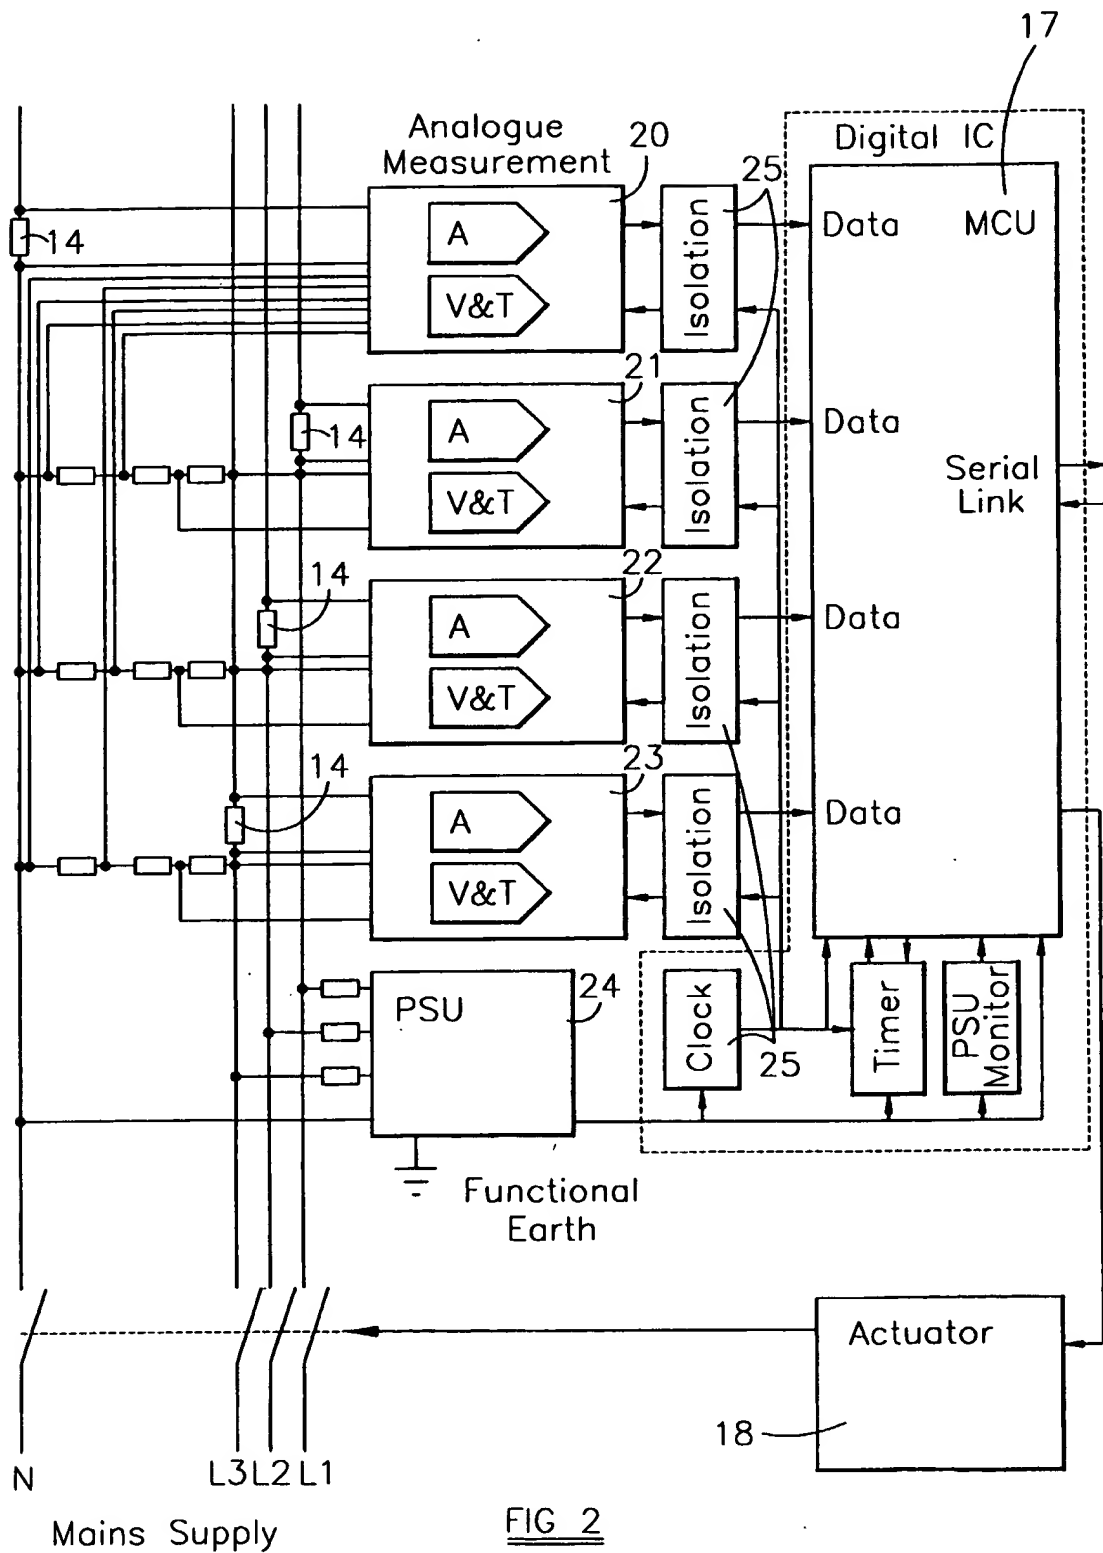 17
Analogue
Measurement
20
25
Digital IC
14
A
V&T
Isolation
Data
MCU
21
14
A
V&T
Isolation
Data
Serial
Link
14
22
A
V&T
Isolation
Data
14
23
A
V&T
Isolation
Data
PSU
24
Clock
25
Timer
PSU
Monitor
Functional
Earth
Actuator
18
N
L3 L2 L1
Mains Supply
FIG 2